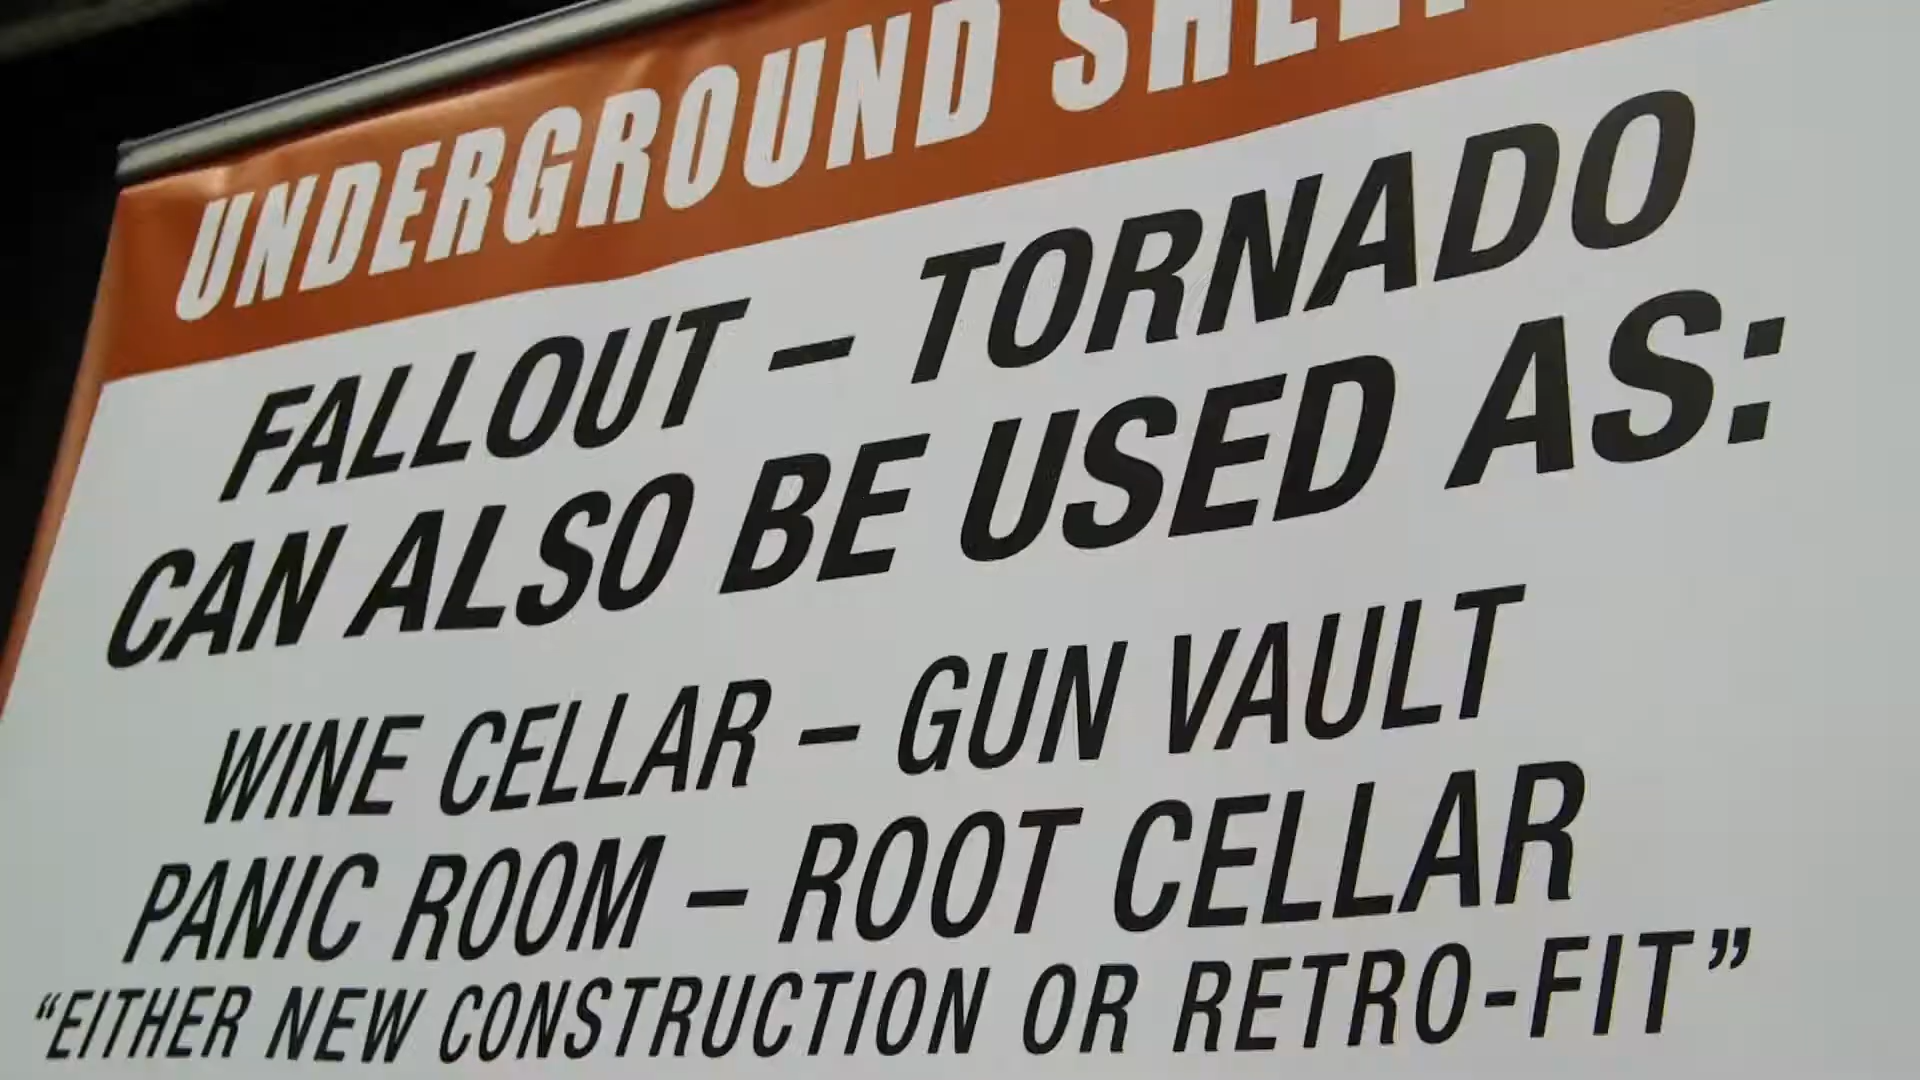 UNDERGROUND
FALLOUT – TORNADO
CAN ALSO BE USED AS:
WINE CELLAR – GUN VAULT
PANIC ROOM – ROOT CELLAR
“EITHER NEW CONSTRUCTION OR RETRO-FIT”